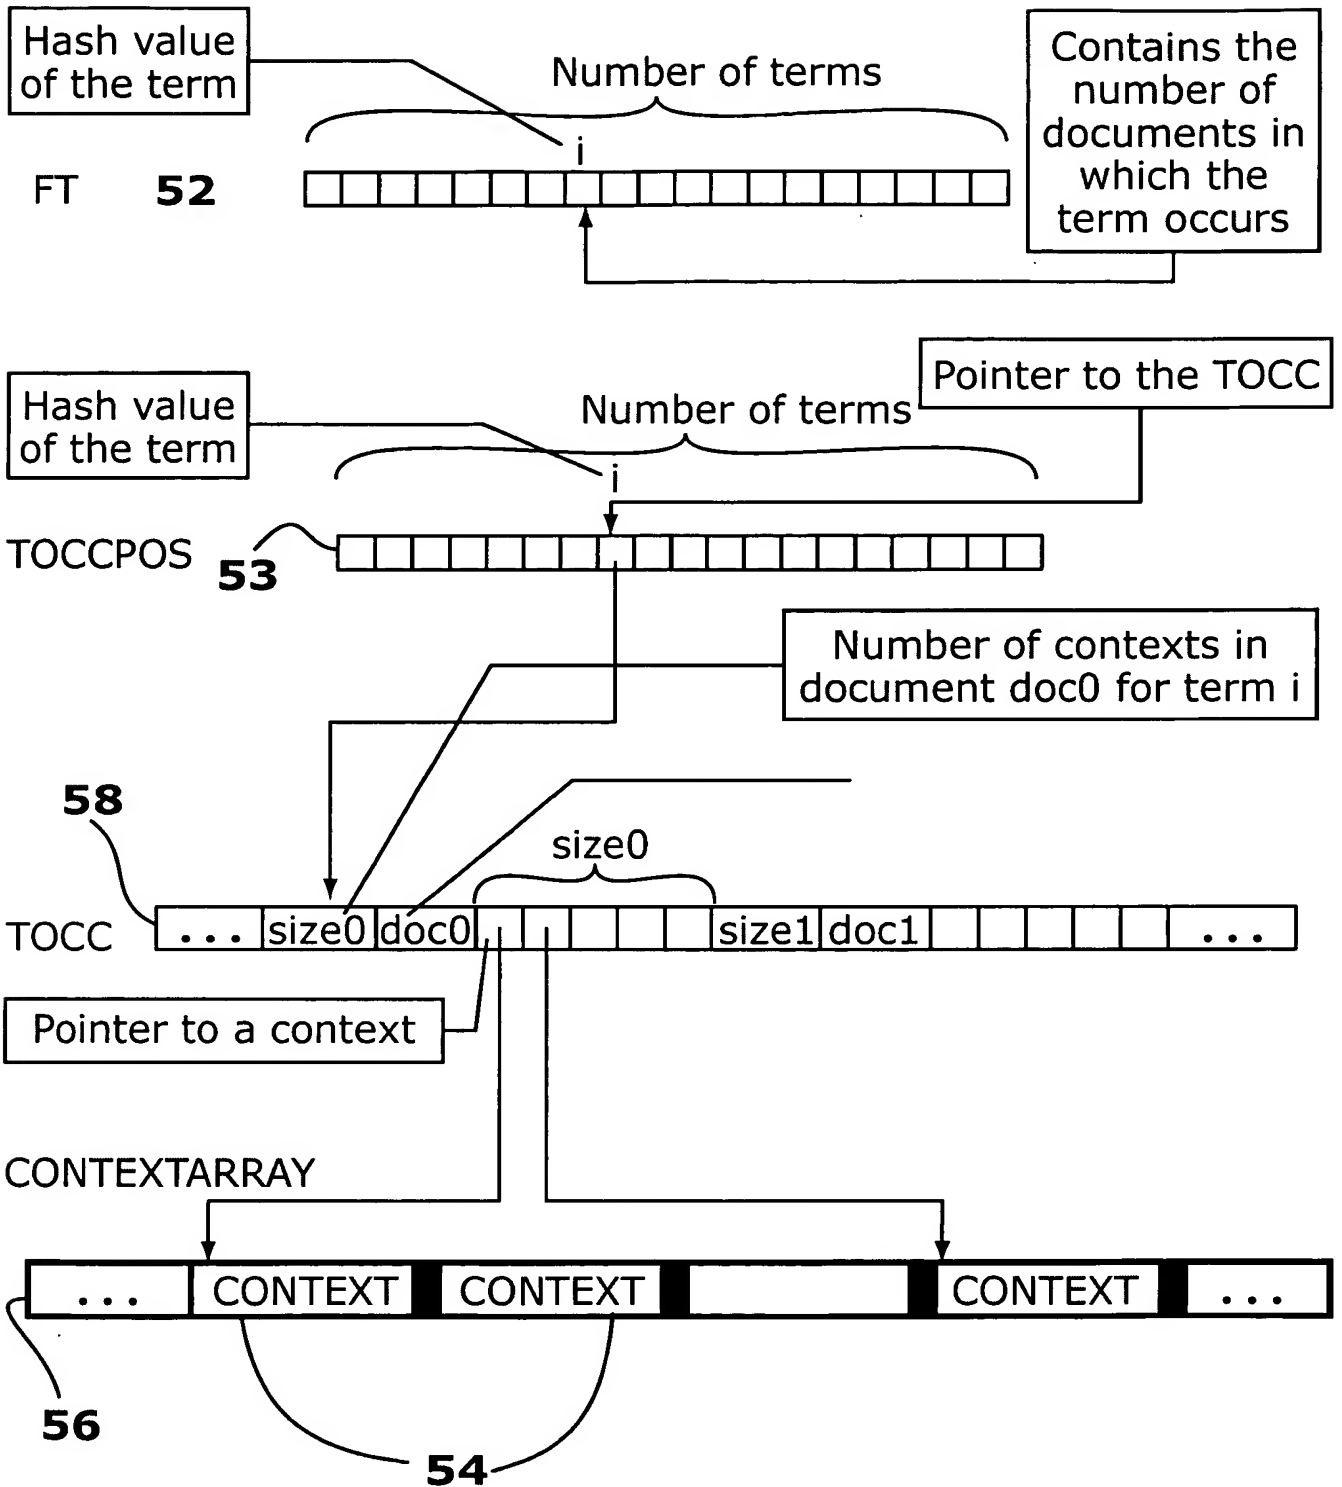 Hash value
of the term
Number of terms
i
Contains the
number of
documents in
which the
term occurs
FT 52
Pointer to the TOCC
Hash value
of the term
Number of terms
i
TOCCPOS 53
Number of contexts in
document doc0 for term i
58
size0
TOCC ... size0 doc0 size1 doc1 ...
Pointer to a context
CONTEXTARRAY
... CONTEXT CONTEXT CONTEXT ...
56
54